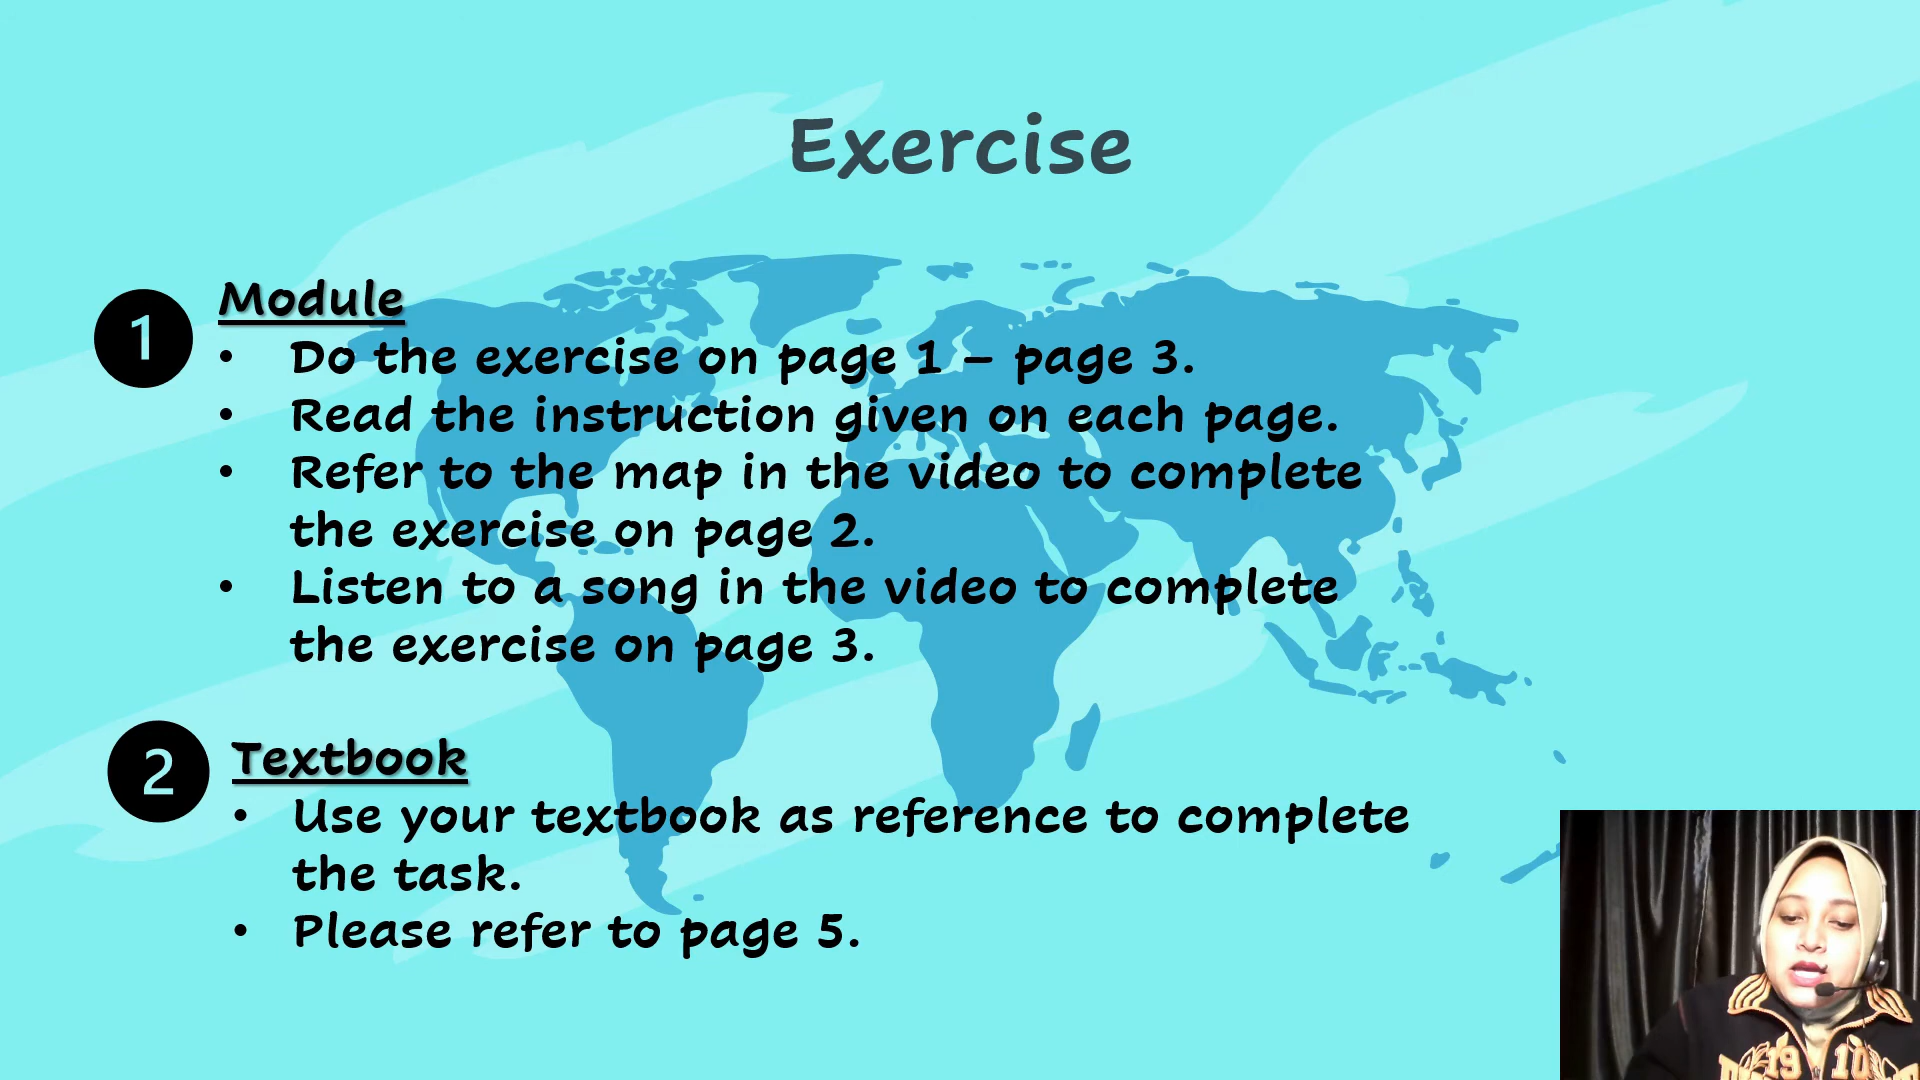 Exercise
1
Module
• Do the exercise on page 1 – page 3.
• Read the instruction given on each page.
• Refer to the map in the video to complete
the exercise on page 2.
• Listen to a song in the video to complete
the exercise on page 3.
2
Textbook
• Use your textbook as reference to complete
the task.
• Please refer to page 5.
19 10